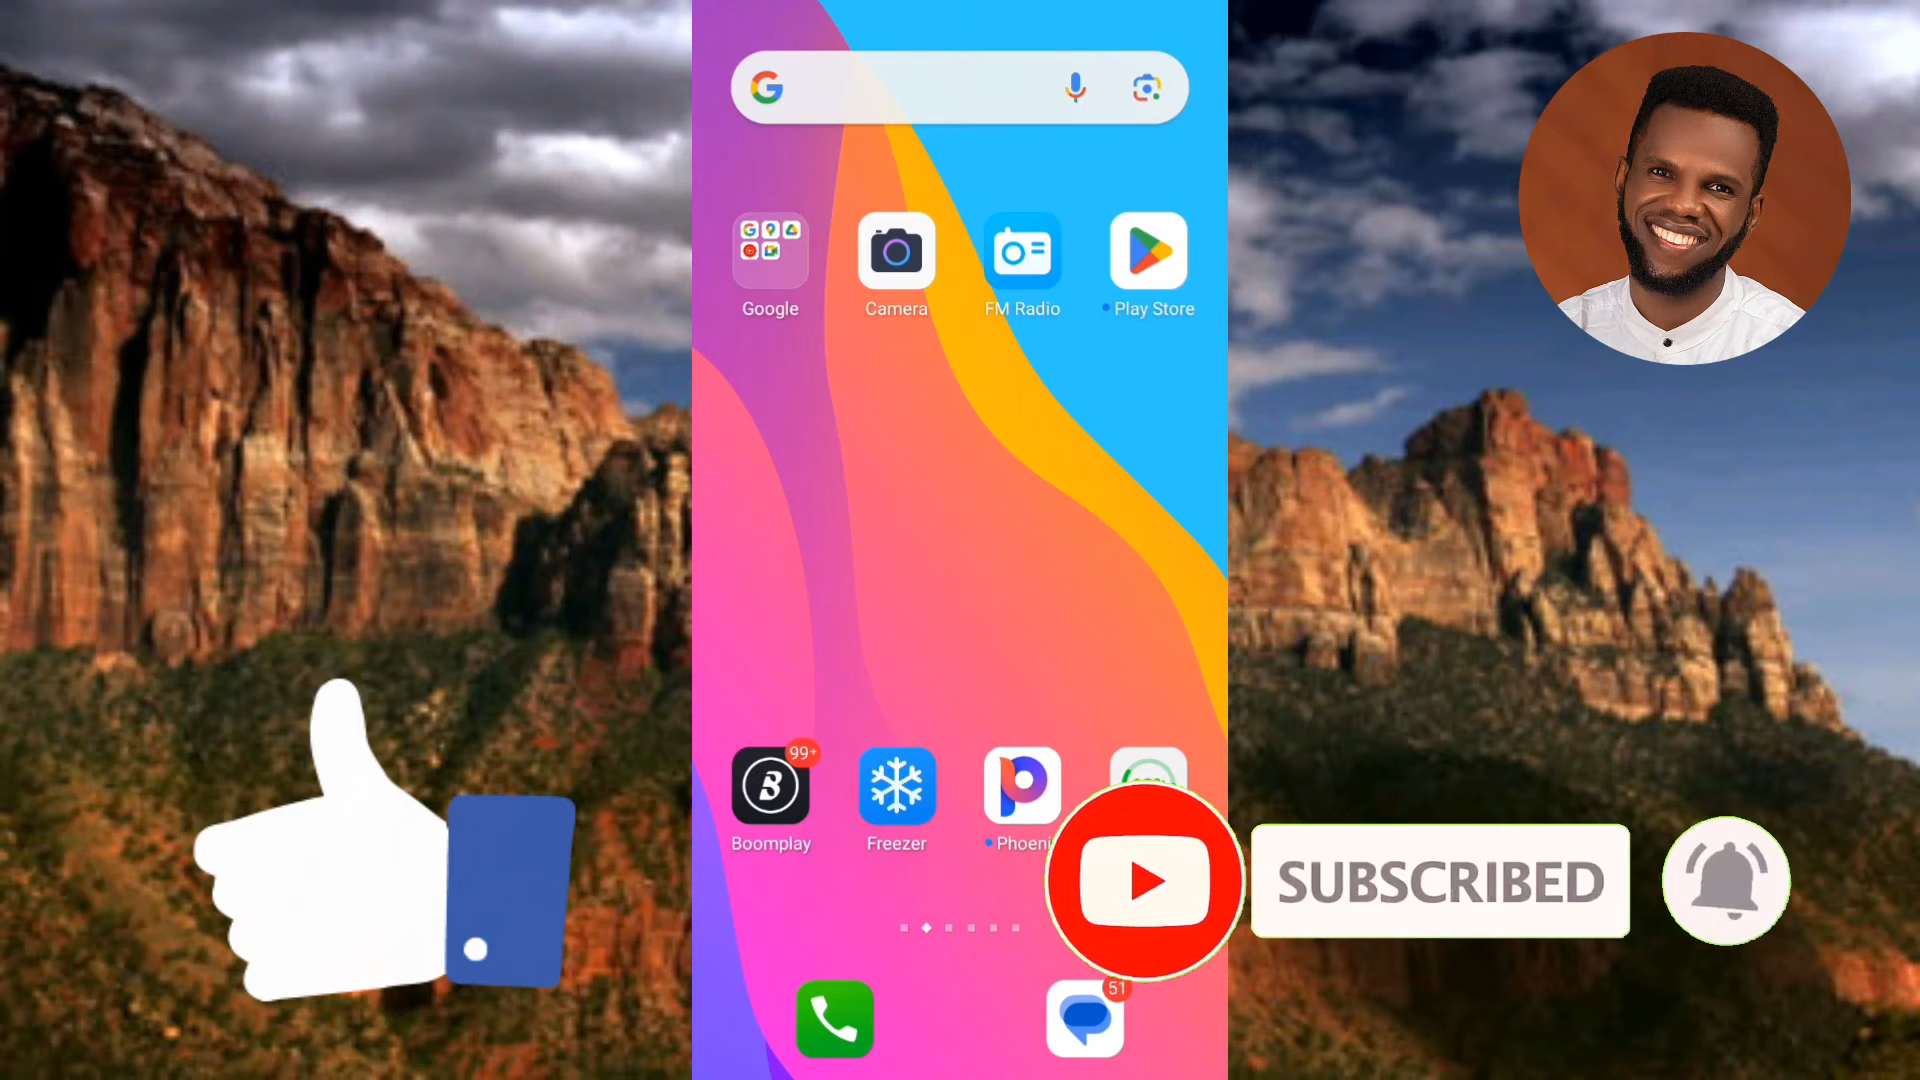 Google Camera FM Radio Play Store
99+
Boomplay Freezer Phoeni
SUBSCRIBED
51